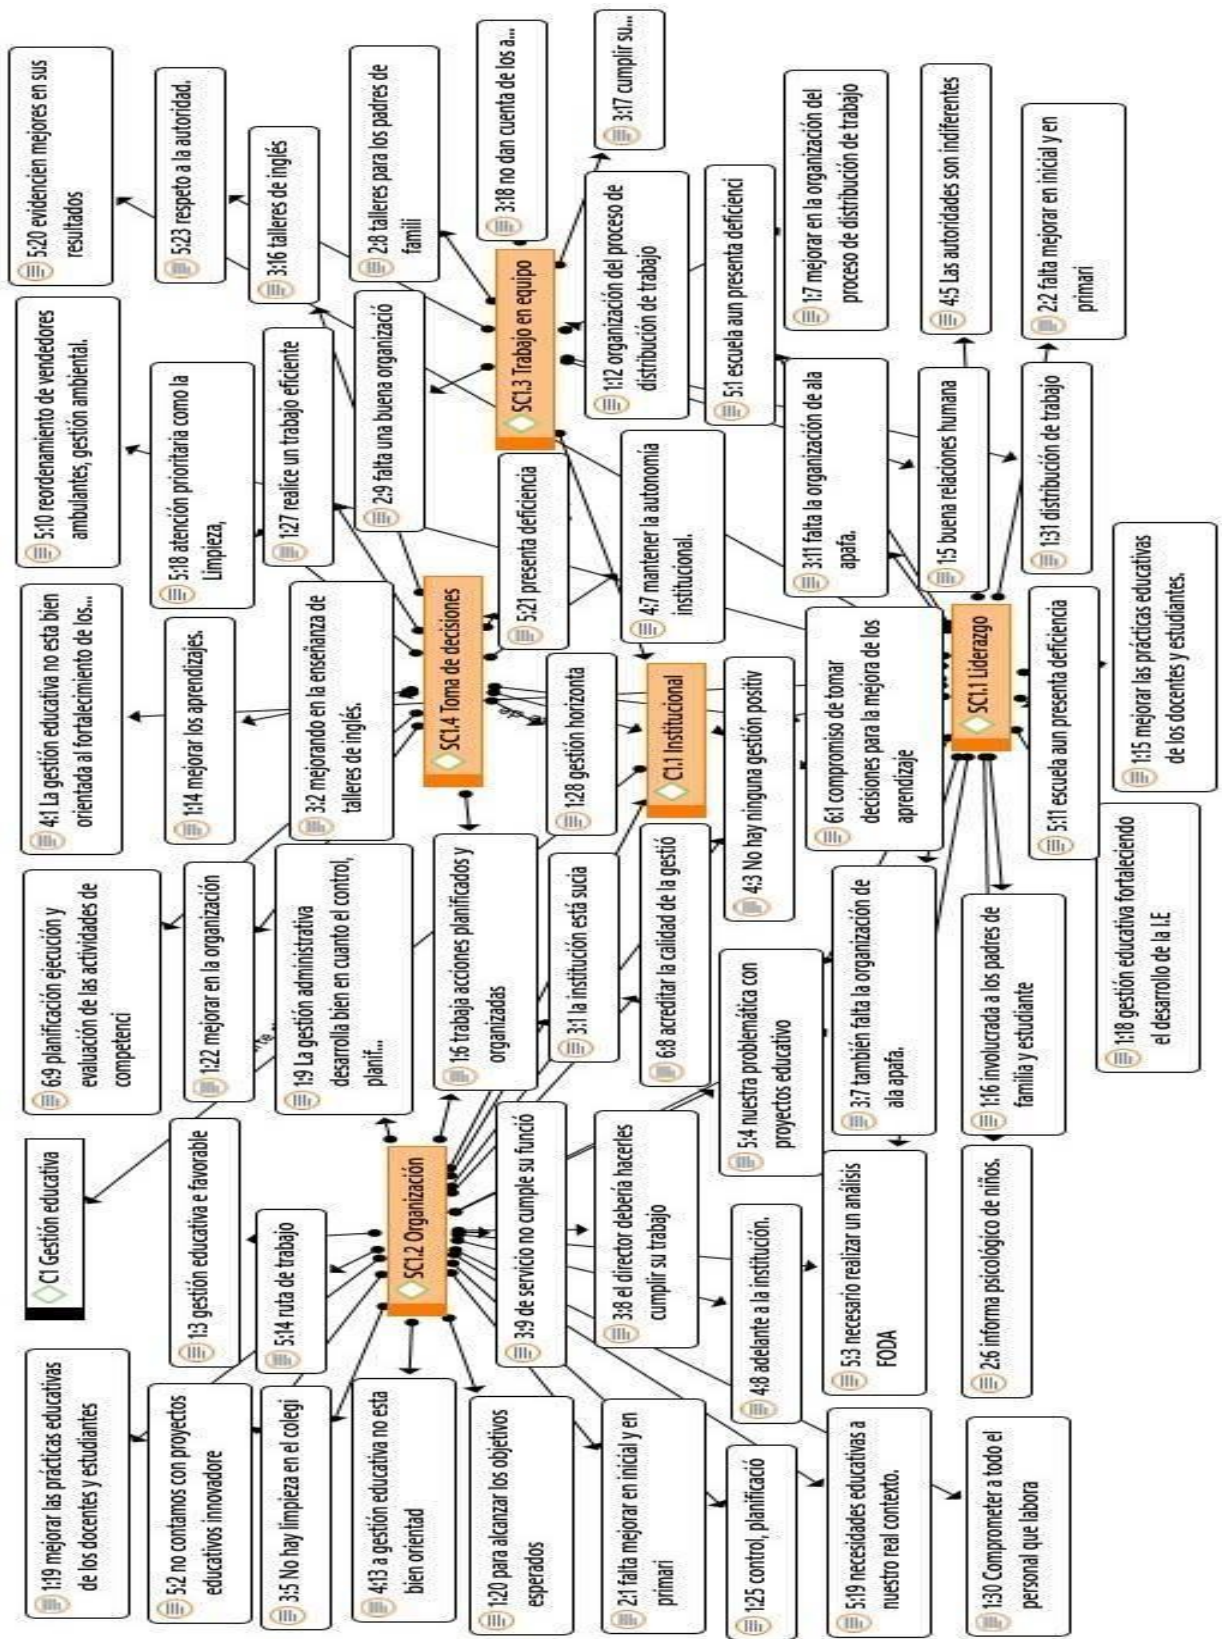 1:19 mejorar las prácticas educativas
de los docentes y estudiantes
C1 Gestión educativa
6:9 planificación ejecución y
evaluación de las actividades de
competenci
4:1 La gestión educativa no esta bien
orientada al fortalecimiento de los...
5:10 reordenamiento de vendedores
ambulantes, gestión ambiental.
5:20 evidencien mejores en sus
resultados
5:2 no contamos con proyectos
educativos innovadore
1:3 gestión educativa e favorable
1:22 mejorar en la organización
1:14 mejorar los aprendizajes.
5:18 atención prioritaria como la
Limpieza,
5:23 respeto a la autoridad.
3:5 No hay limpieza en el colegi
5:14 ruta de trabajo
1:9 La gestión administrativa
desarrolla bien en cuanto el control,
planif...
3:2 mejorando en la enseñanza de
talleres de inglés.
1:27 realice un trabajo eficiente
3:16 talleres de inglés
4:13 a gestión educativa no esta
bien orientad
SC1.2 Organización
SC1.4 Toma de decisiones
2:9 falta una buena organizació
2:8 talleres para los padres de
famili
1:20 para alcanzar los objetivos
esperados
3:9 de servicio no cumple su funció
1:6 trabaja acciones planificados y
organizadas
5:21 presenta deficiencia
SC1.3 Trabajo en equipo
3:18 no dan cuenta de los a...
2:1 falta mejorar en inicial y en
primari
3:8 el director debería hacerles
cumplir su trabajo
3:1 la institución está sucia
1:28 gestión horizonta
4:7 mantener la autonomía
institucional.
1:12 organización del proceso de
distribución de trabajo
3:17 cumplir su...
1:25 control, planificació
4:8 adelante a la institución.
5:4 nuestra problemática con
proyectos educativo
6:8 acreditar la calidad de la gestió
C1.1 Institucional
4:3 No hay ninguna gestión positiv
5:1 escuela aun presenta deficienci
5:19 necesidades educativas a
nuestro real contexto.
5:3 necesario realizar un análisis
FODA
3:7 también falta la organización de
ala apafa.
6:1 compromiso de tomar
decisiones para la mejora de los
aprendizaje
3:11 falta la organización de ala
apafa.
1:7 mejorar en la organización del
proceso de distribución de trabajo
1:30 Comprometer a todo el
personal que labora
2:6 informa psicológico de niños.
1:16 involucrada a los padres de
familia y estudiante
SC1.1 Liderazgo
1:5 buena relaciones humana
4:5 Las autoridades son indiferentes
5:11 escuela aun presenta deficiencia
1:31 distribución de trabajo
2:2 falta mejorar en inicial y en
primari
1:18 gestión educativa fortaleciendo
el desarrollo de la I.E
1:15 mejorar las prácticas educativas
de los docentes y estudiantes.